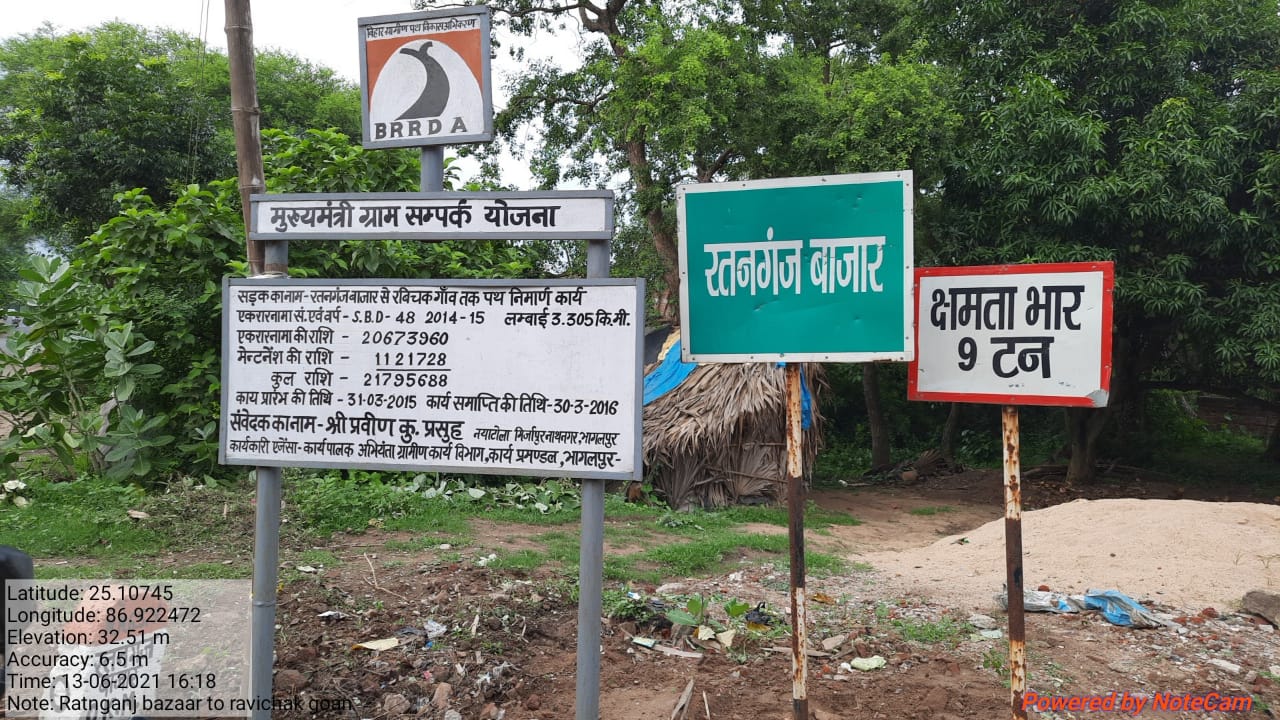 बिहार ग्रामीण पथ विकास अभिकरण
BRRDA
मुख्यमंत्री ग्राम सम्पर्क योजना
सड़क का नाम - रतनगंज बाजार से रविचक गाँव तक पथ निमार्ण कार्य
एकरारनामा सं. एवं वर्ष - S.B.D- 48 2014-15 लम्बाई 3.305 कि.मी.
एकरारनामा की राशि - 20673960
मेन्टनेंश की राशि - 1121728
कुल राशि - 21795688
काय प्रारंभ की तिथि - 31-03-2015 कार्य समाप्ति की तिथि - 30-3-2016
संवेदक का नाम - श्री प्रवीण कु. प्रसुह नयाटोला मिर्जापुर नाथनगर, भागलपुर
कार्यकारी एजेंसा - कार्यपालक अभियंता ग्रामीण कार्य विभाग, कार्य प्रमण्डल, भागलपुर-
रतनगंज बाजार
क्षमता भार
9 टन
Latitude: 25.10745
Longitude: 86.922472
Elevation: 32.51 m
Accuracy: 6.5 m
Time: 13-06-2021 16:18
Note: Ratnganj bazaar to ravichak goan
Powered by NoteCam